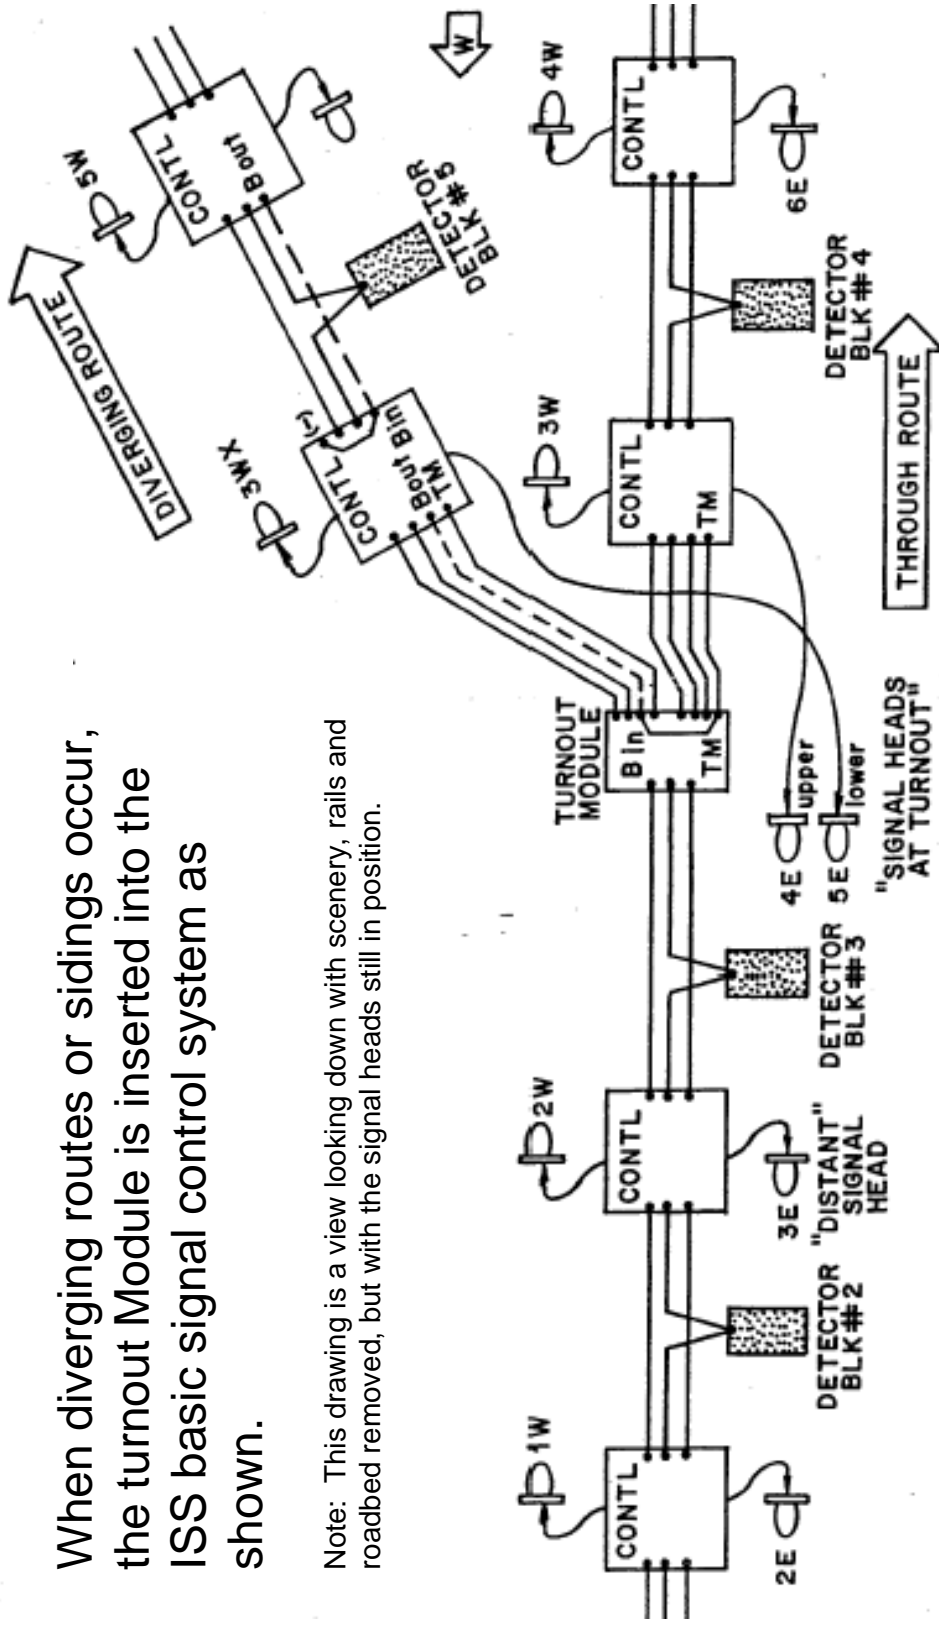 When diverging routes or sidings occur,
the turnout Module is inserted into the
ISS basic signal control system as
shown.
Note: This drawing is a view looking down with scenery, rails and
roadbed removed, but with the signal heads still in position.
DIVERGING ROUTE
W
5W
CONTL
B out
DETECTOR
BLK #5
3WX
CONTL
(-)
Bout Bin
TM
TURNOUT
MODULE
B In
TM
1W
CONTL
2E
DETECTOR
BLK #2
2W
CONTL
3E
"DISTANT"
SIGNAL
HEAD
DETECTOR
BLK #3
4E
upper
5E
lower
"SIGNAL HEADS
AT TURNOUT"
3W
CONTL
TM
THROUGH ROUTE
DETECTOR
BLK #4
4W
CONTL
6E